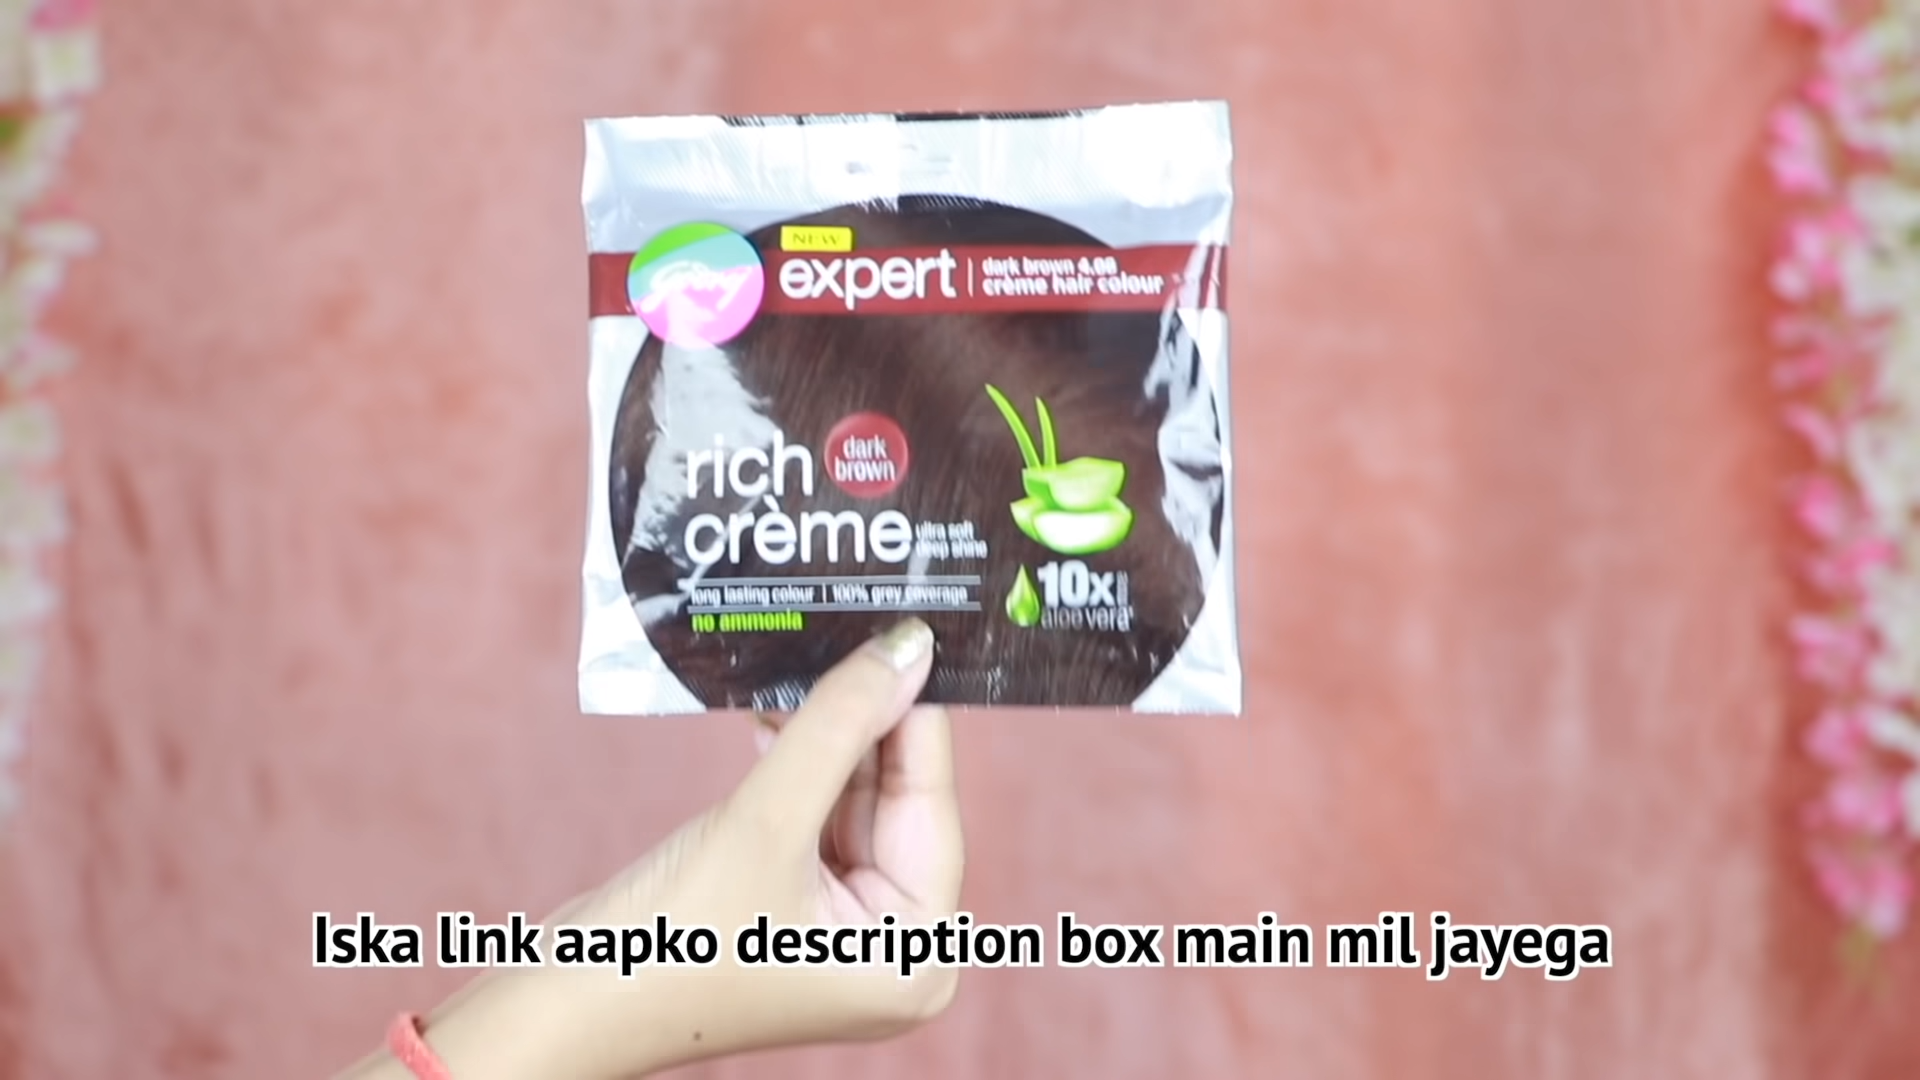 NEW
Godrej
expert
dark brown 4.00
crème hair colour
rich
dark
brown
crème
ultra soft
deep shine
long lasting colour | 100% grey coverage
no ammonia
10x
aloe vera
Iska link aapko description box main mil jayega